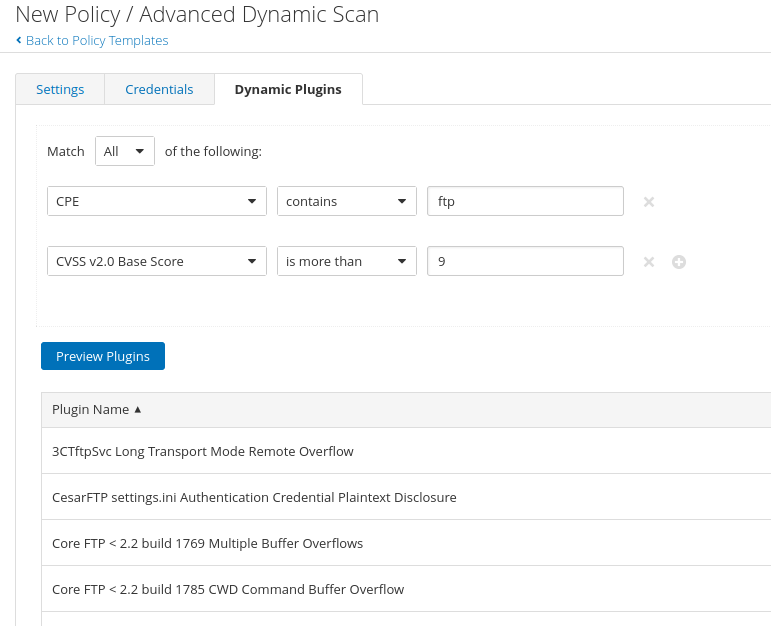 New Policy / Advanced Dynamic Scan
Back to Policy Templates
Settings Credentials Dynamic Plugins
Match All of the following:
CPE contains ftp
CVSS v2.0 Base Score is more than 9
Preview Plugins
Plugin Name
3CTftpSvc Long Transport Mode Remote Overflow
CesarFTP settings.ini Authentication Credential Plaintext Disclosure
Core FTP < 2.2 build 1769 Multiple Buffer Overflows
Core FTP < 2.2 build 1785 CWD Command Buffer Overflow